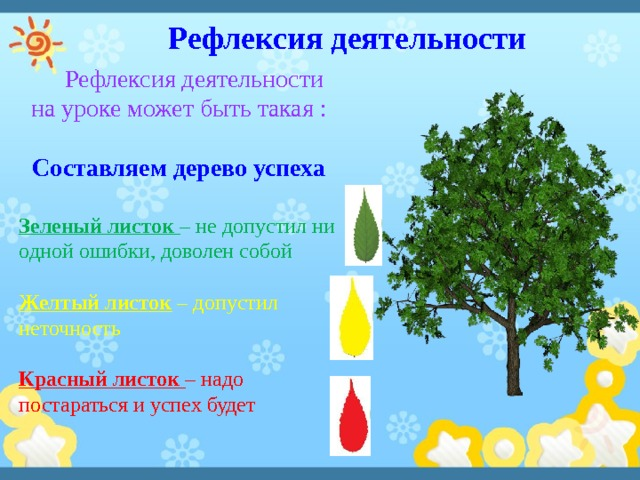 Рефлексия деятельности
Рефлексия деятельности
на уроке может быть такая :
Составляем дерево успеха
Зеленый листок – не допустил ни
одной ошибки, доволен собой
Желтый листок – допустил
неточность
Красный листок – надо
постараться и успех будет